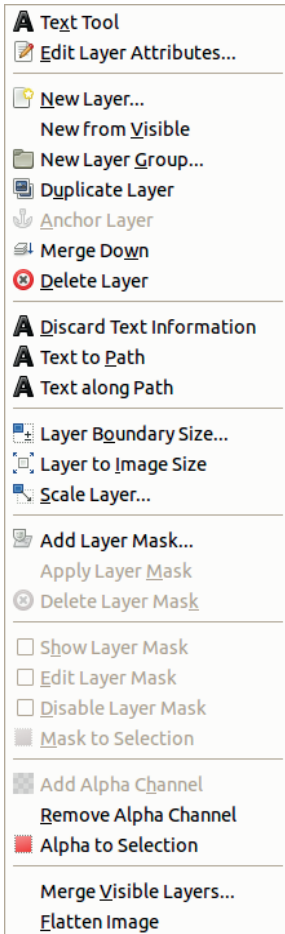 Text Tool
Edit Layer Attributes...
New Layer...
New from Visible
New Layer Group...
Duplicate Layer
Anchor Layer
Merge Down
Delete Layer
Discard Text Information
Text to Path
Text along Path
Layer Boundary Size...
Layer to Image Size
Scale Layer...
Add Layer Mask...
Apply Layer Mask
Delete Layer Mask
Show Layer Mask
Edit Layer Mask
Disable Layer Mask
Mask to Selection
Add Alpha Channel
Remove Alpha Channel
Alpha to Selection
Merge Visible Layers...
Flatten Image